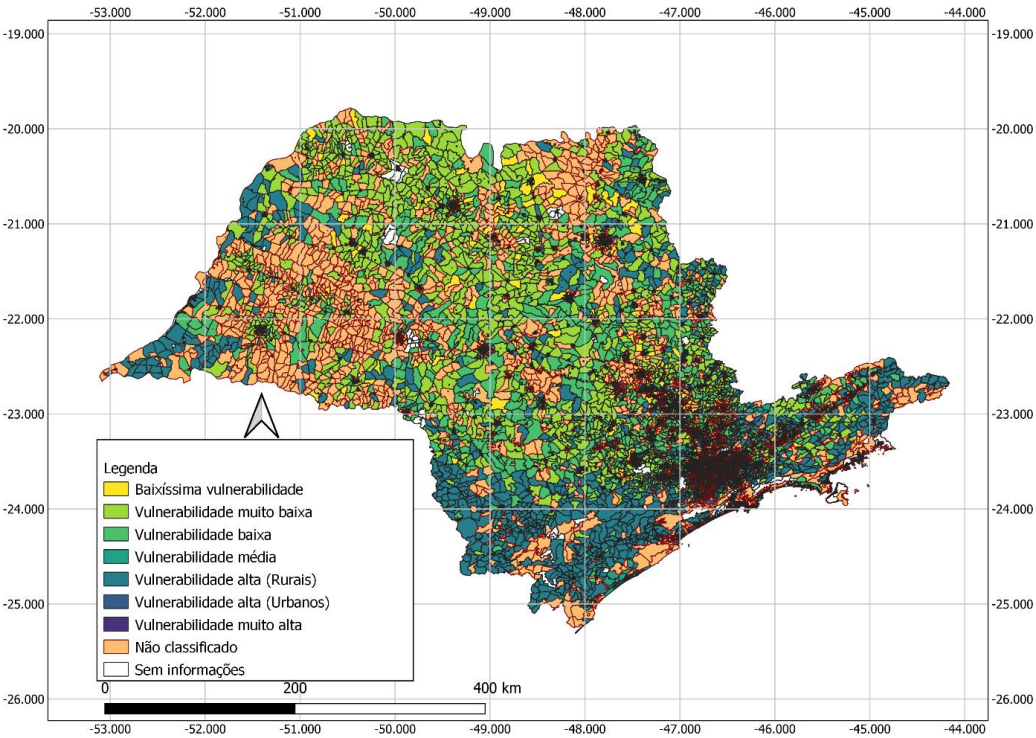 -53.000 -52.000 -51.000 -50.000 -49.000 -48.000 -47.000 -46.000 -45.000 -44.000
-19.000 -19.000
-20.000 -20.000
-21.000 -21.000
-22.000 -22.000
-23.000 -23.000
-24.000 -24.000
-25.000 -25.000
-26.000 -26.000
Legenda
Baixíssima vulnerabilidade
Vulnerabilidade muito baixa
Vulnerabilidade baixa
Vulnerabilidade média
Vulnerabilidade alta (Rurais)
Vulnerabilidade alta (Urbanos)
Vulnerabilidade muito alta
Não classificado
Sem informações
0 200 400 km
-53.000 -52.000 -51.000 -50.000 -49.000 -48.000 -47.000 -46.000 -45.000 -44.000